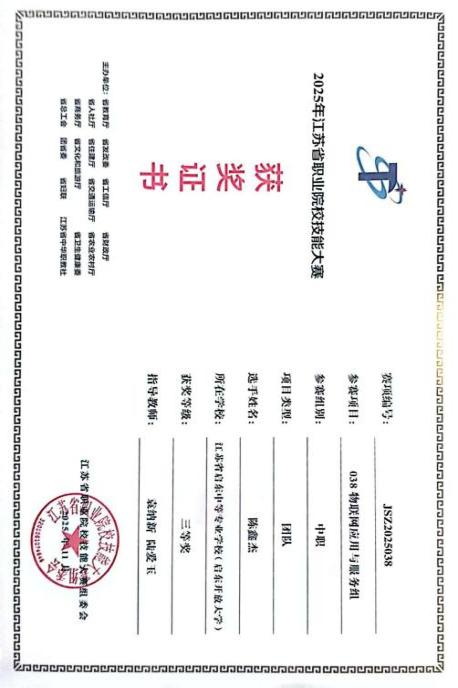 2025年江苏省职业院校技能大赛
获奖证书
主办单位：省教育厅 省发改委 省工信厅 省财政厅
省人社厅 省住建厅 省交通运输厅 省农业农村厅
省商务厅 省文化和旅游厅 省卫生健康委
省总工会 团省委 省妇联 江苏省中华职教社
赛项编号： JSZ2025038
参赛项目： 038 物联网应用与服务组
参赛组别： 中职
项目类型： 团队
选手姓名： 陈鑫杰
所在学校： 江苏省启东中等专业学校(启东开放大学)
获奖等级： 三等奖
指导教师： 袁纳新 陆爱玉
江苏省职业院校技能大赛组委会
2025年11月